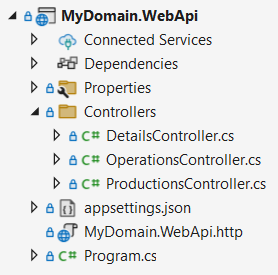 MyDomain.WebApi
Connected Services
Dependencies
Properties
Controllers
C# DetailsController.cs
C# OperationsController.cs
C# ProductionsController.cs
appsettings.json
MyDomain.WebApi.http
C# Program.cs